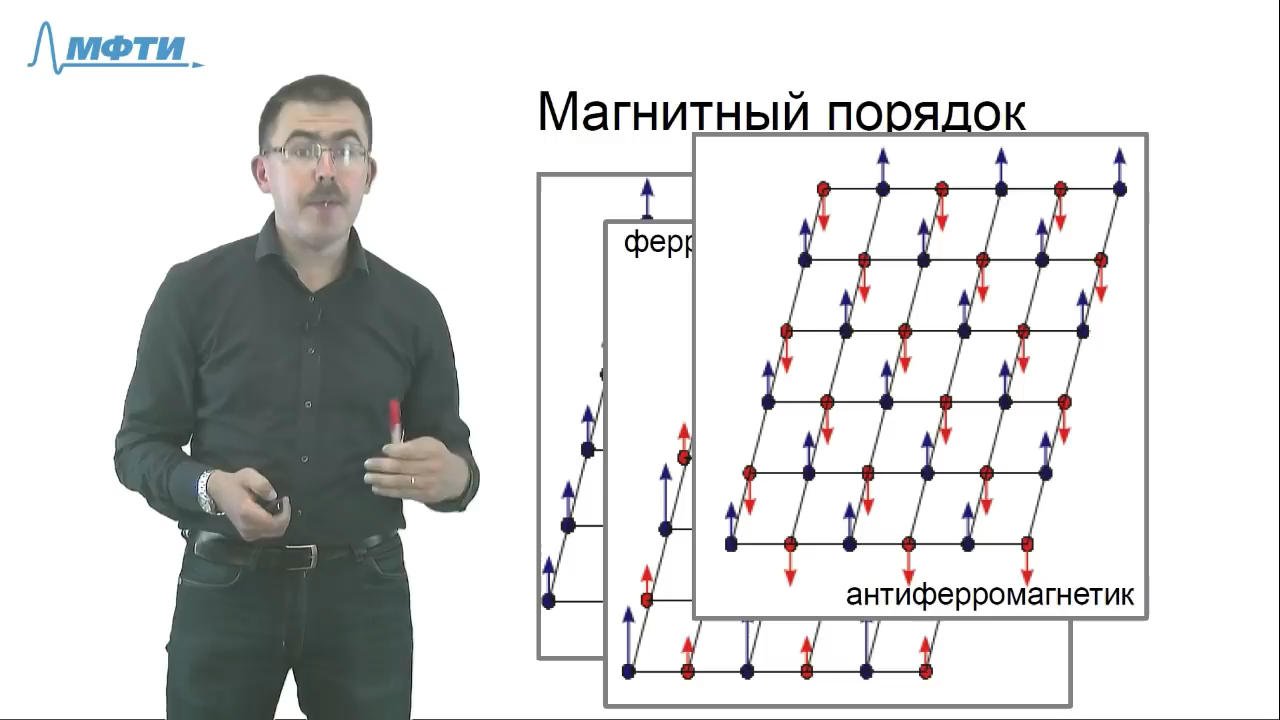 МФТИ
Магнитный порядок
ферр
антиферромагнетик